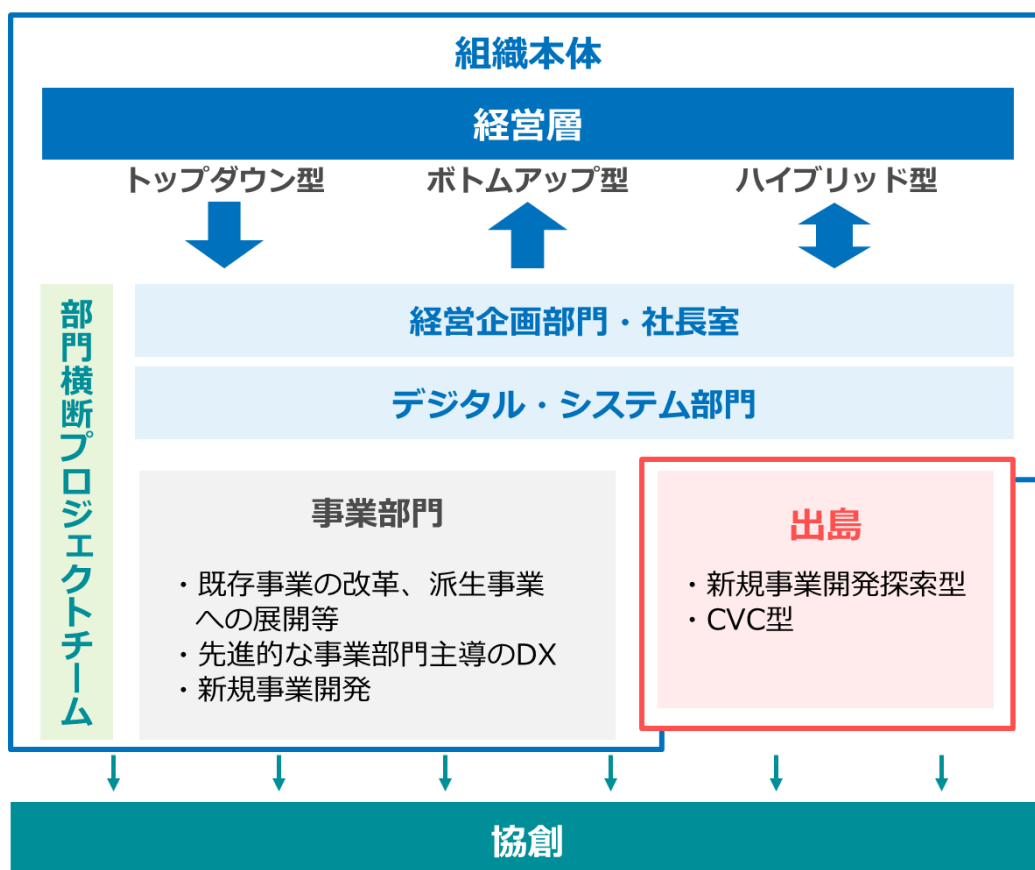 組織本体
経営層
トップダウン型
ボトムアップ型
ハイブリッド型
部門横断プロジェクトチーム
経営企画部門・社長室
デジタル・システム部門
事業部門
・既存事業の改革、派生事業
への展開等
・先進的な事業部門主導のDX
・新規事業開発
出島
・新規事業開発探索型
・CVC型
協創